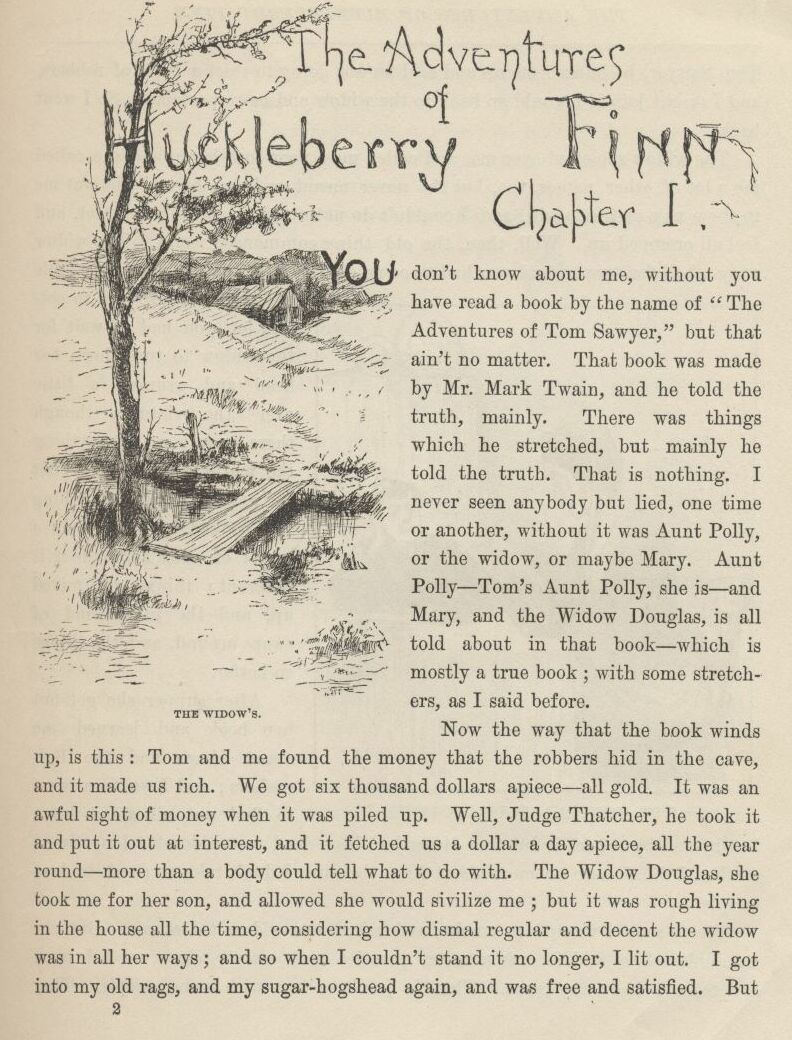 The Adventures
of
Huckleberry Finn
Chapter I.
YOU don't know about me, without you
have read a book by the name of “The
Adventures of Tom Sawyer,” but that
ain't no matter. That book was made
by Mr. Mark Twain, and he told the
truth, mainly. There was things
which he stretched, but mainly he
told the truth. That is nothing. I
never seen anybody but lied, one time
or another, without it was Aunt Polly,
or the widow, or maybe Mary. Aunt
Polly—Tom's Aunt Polly, she is—and
Mary, and the Widow Douglas, is all
told about in that book—which is
mostly a true book ; with some stretch-
ers, as I said before.
THE WIDOW'S.
Now the way that the book winds
up, is this : Tom and me found the money that the robbers hid in the cave,
and it made us rich. We got six thousand dollars apiece—all gold. It was an
awful sight of money when it was piled up. Well, Judge Thatcher, he took it
and put it out at interest, and it fetched us a dollar a day apiece, all the year
round—more than a body could tell what to do with. The Widow Douglas, she
took me for her son, and allowed she would sivilize me ; but it was rough living
in the house all the time, considering how dismal regular and decent the widow
was in all her ways ; and so when I couldn't stand it no longer, I lit out. I got
into my old rags, and my sugar-hogshead again, and was free and satisfied. But
2